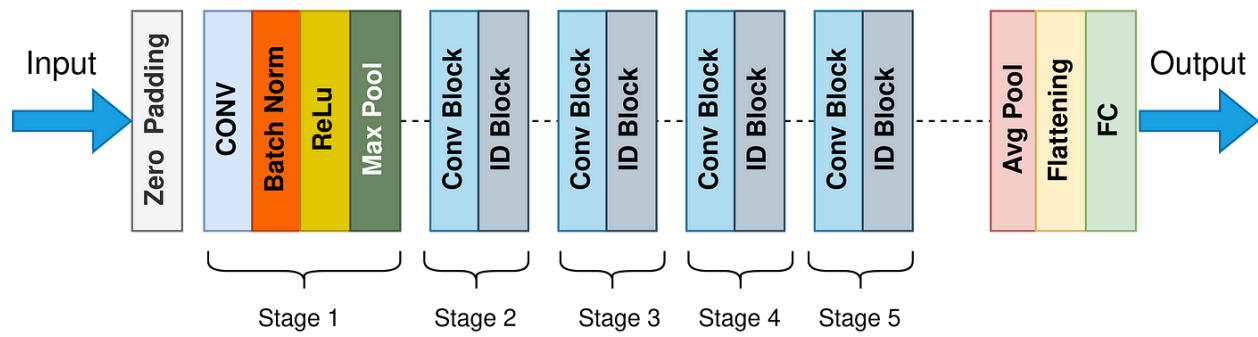 Input
Zero Padding
CONV
Batch Norm
ReLu
Max Pool
Conv Block
ID Block
Conv Block
ID Block
Conv Block
ID Block
Conv Block
ID Block
Avg Pool
Flattening
FC
Output
Stage 1
Stage 2
Stage 3
Stage 4
Stage 5